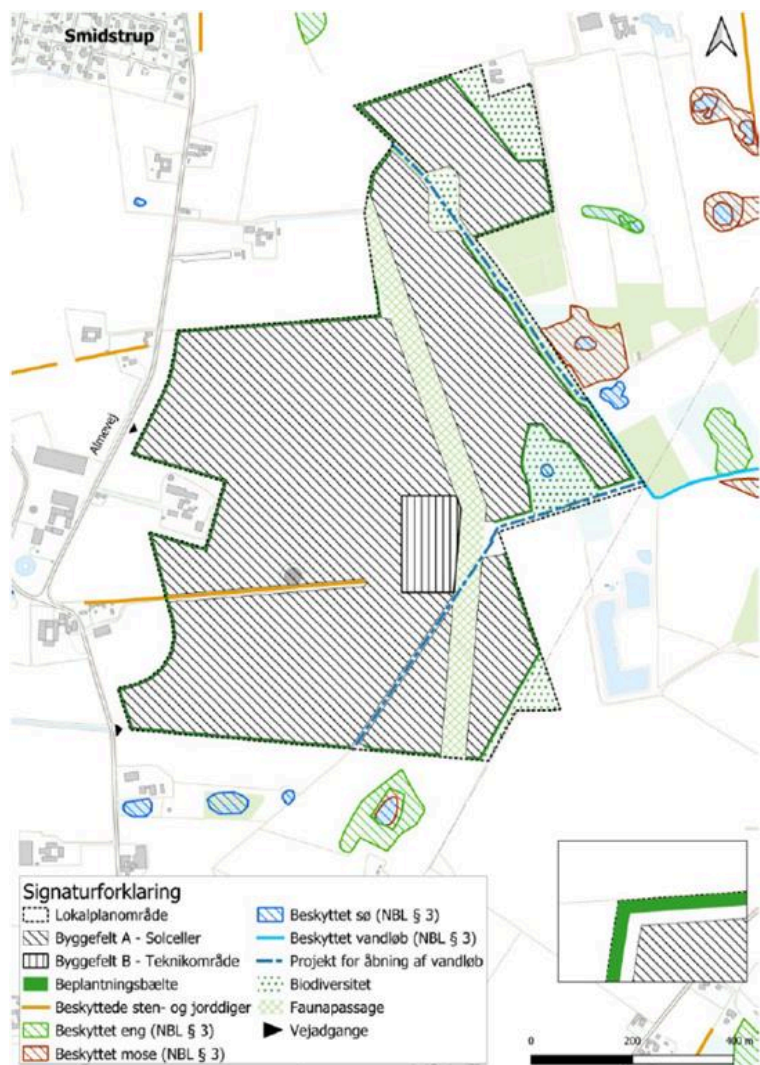 Smidstrup
Almevej
Signaturforklaring
Lokalplanområde
Byggefelt A - Solceller
Byggefelt B - Teknikområde
Beplantningsbælte
Beskyttede sten- og jorddiger
Beskyttet eng (NBL § 3)
Beskyttet mose (NBL § 3)
Beskyttet sø (NBL § 3)
Beskyttet vandløb (NBL § 3)
Projekt for åbning af vandløb
Biodiversitet
Faunapassage
Vejadgange
0 200 400 m